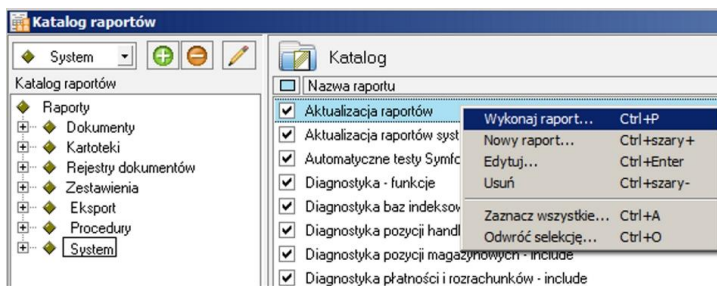 Katalog raportów
System
Katalog raportów
Raporty
Dokumenty
Kartoteki
Rejestry dokumentów
Zestawienia
Eksport
Procedury
System
Katalog
Nazwa raportu
Aktualizacja raportów
Aktualizacja raportów syst
Automatyczne testy Symfo
Diagnostyka - funkcje
Diagnostyka baz indeksow
Diagnostyka pozycji handl
Diagnostyka pozycji magazynowych - include
Diagnostyka płatności i rozrachunków - include
Wykonaj raport... Ctrl+P
Nowy raport... Ctrl+szary+
Edytuj... Ctrl+Enter
Usuń Ctrl+szary-
Zaznacz wszystkie... Ctrl+A
Odwróć selekcję... Ctrl+O